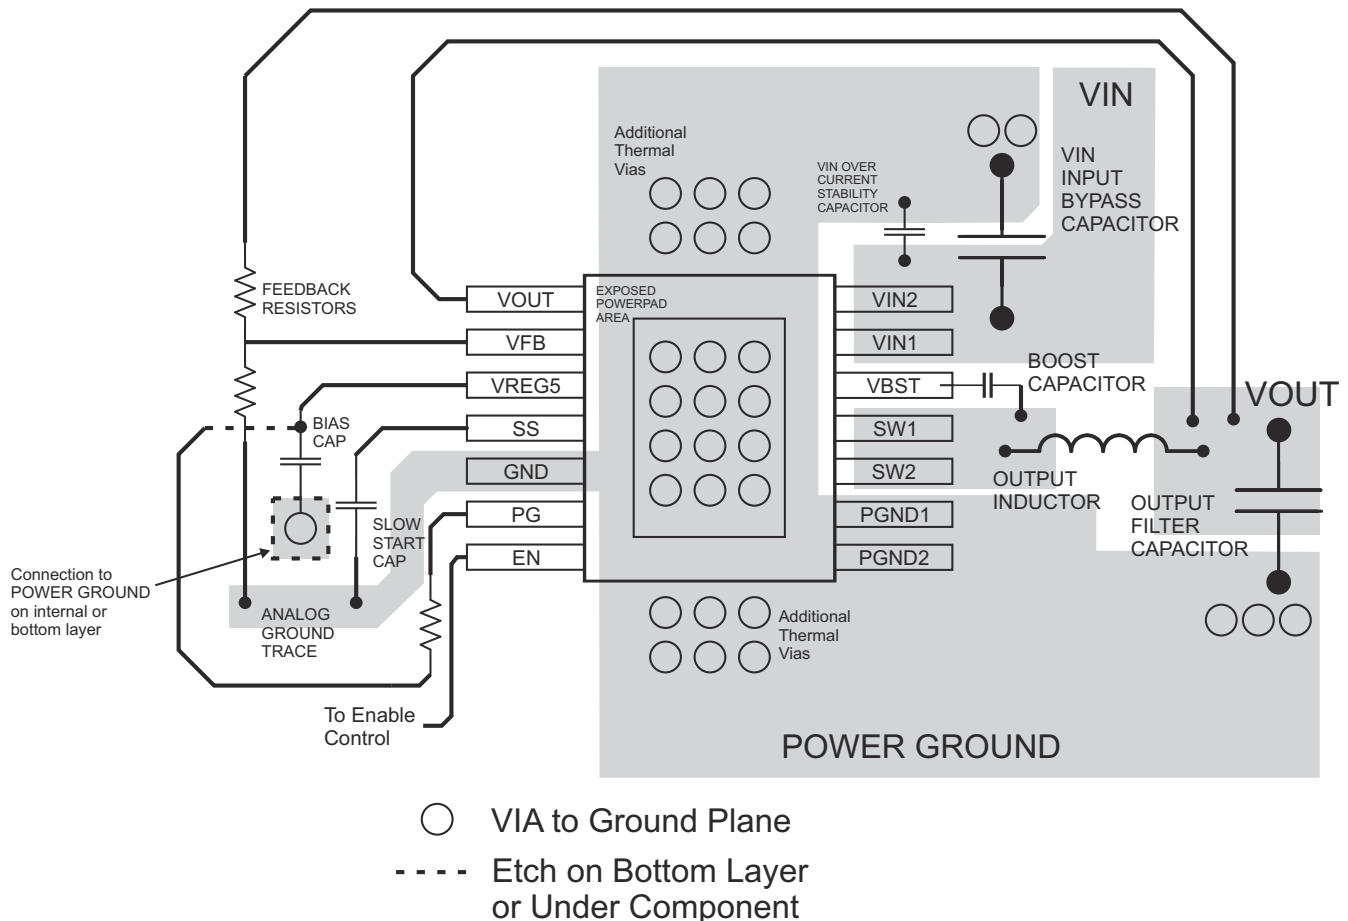 VIN
Additional
Thermal
Vias
VIN OVER
CURRENT
STABILITY
CAPACITOR
VIN
INPUT
BYPASS
CAPACITOR
FEEDBACK
RESISTORS
EXPOSED
POWERPAD
AREA
VOUT
VFB
VREG5
SS
GND
PG
EN
VIN2
VIN1
VBST
SW1
SW2
PGND1
PGND2
BOOST
CAPACITOR
VOUT
BIAS
CAP
SLOW
START
CAP
OUTPUT
INDUCTOR
OUTPUT
FILTER
CAPACITOR
Connection to
POWER GROUND
on internal or
bottom layer
ANALOG
GROUND
TRACE
Additional
Thermal
Vias
To Enable
Control
POWER GROUND
VIA to Ground Plane
Etch on Bottom Layer
or Under Component